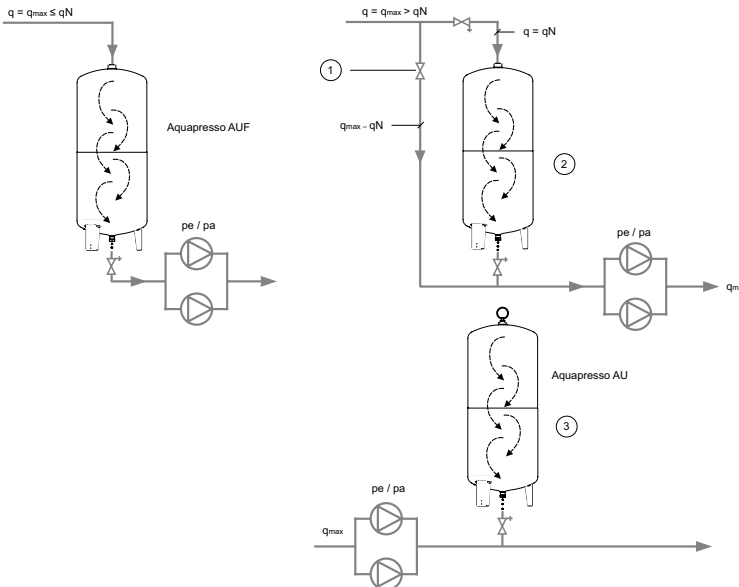 q = qmax ≤ qN
Aquapresso AUF
pe / pa
q = qmax > qN
q = qN
1
qmax – qN
2
pe / pa
qm
Aquapresso AU
3
pe / pa
qmax